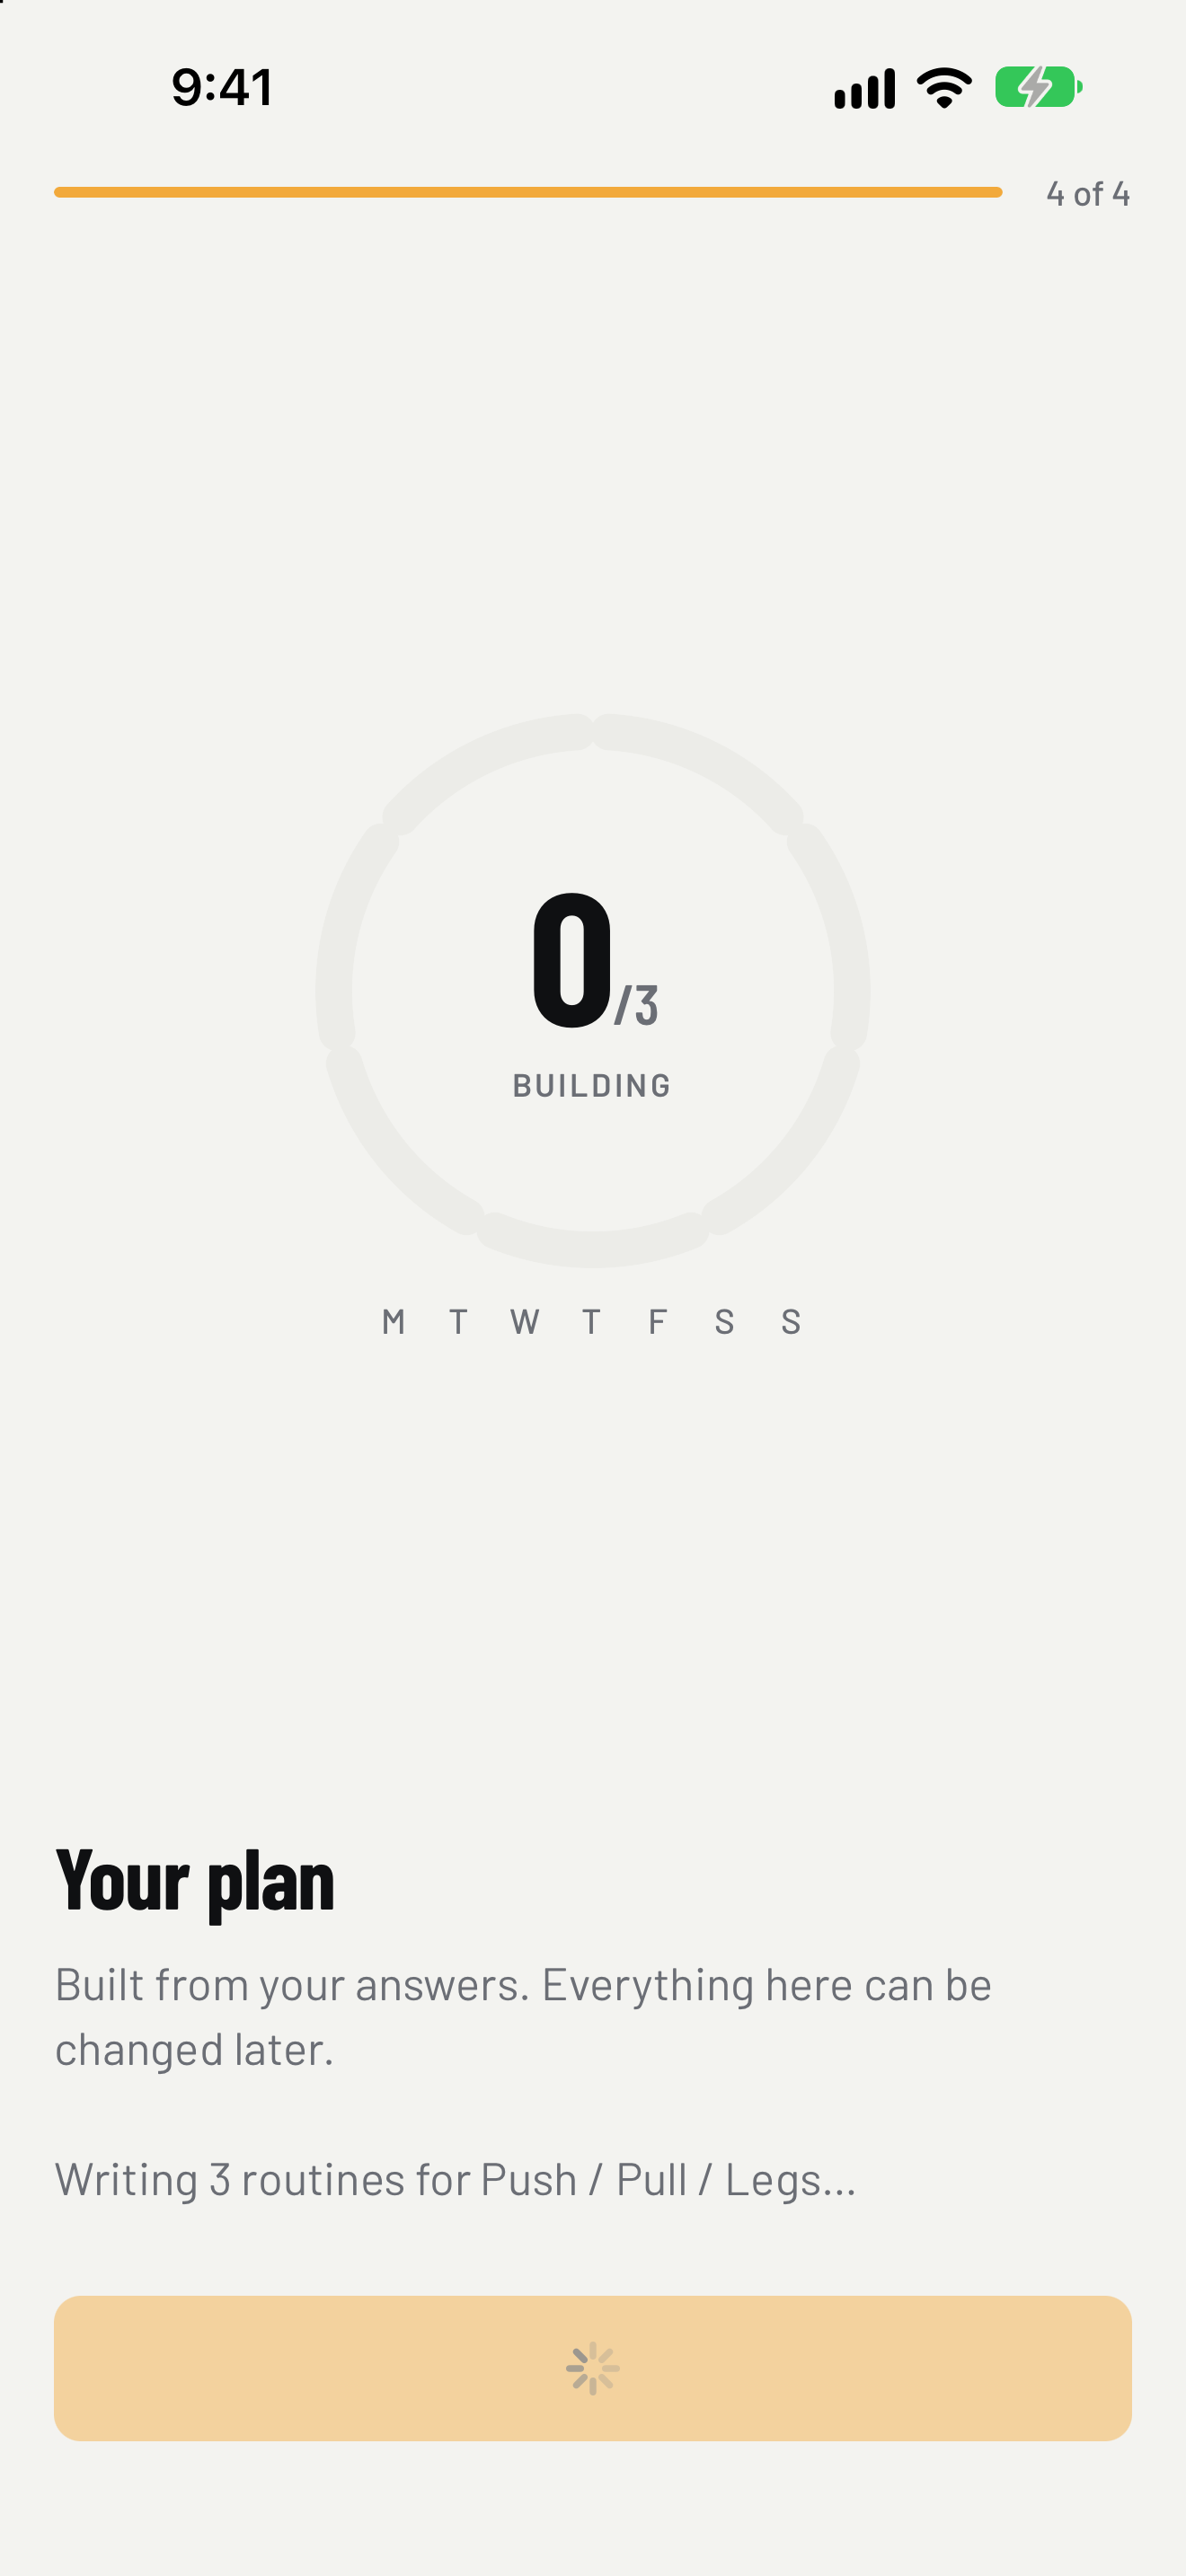 9:41
4 of 4
0/3
BUILDING
M T W T F S S
Your plan
Built from your answers. Everything here can be
changed later.
Writing 3 routines for Push / Pull / Legs...